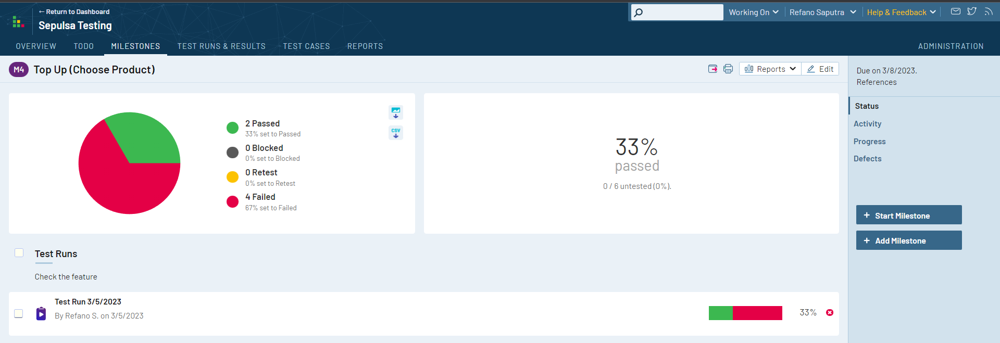 ← Return to Dashboard
Sepulsa Testing
Working On
Refano Saputra
Help & Feedback
OVERVIEW
TODO
MILESTONES
TEST RUNS & RESULTS
TEST CASES
REPORTS
ADMINISTRATION
M4
Top Up (Choose Product)
Reports
Edit
2 Passed
33% set to Passed
0 Blocked
0% set to Blocked
0 Retest
0% set to Retest
4 Failed
67% set to Failed
CSV
33%
passed
0 / 6 untested (0%).
Test Runs
Check the feature
Test Run 3/5/2023
By Refano S. on 3/5/2023
33%
Due on 3/8/2023.
References
Status
Activity
Progress
Defects
+ Start Milestone
+ Add Milestone